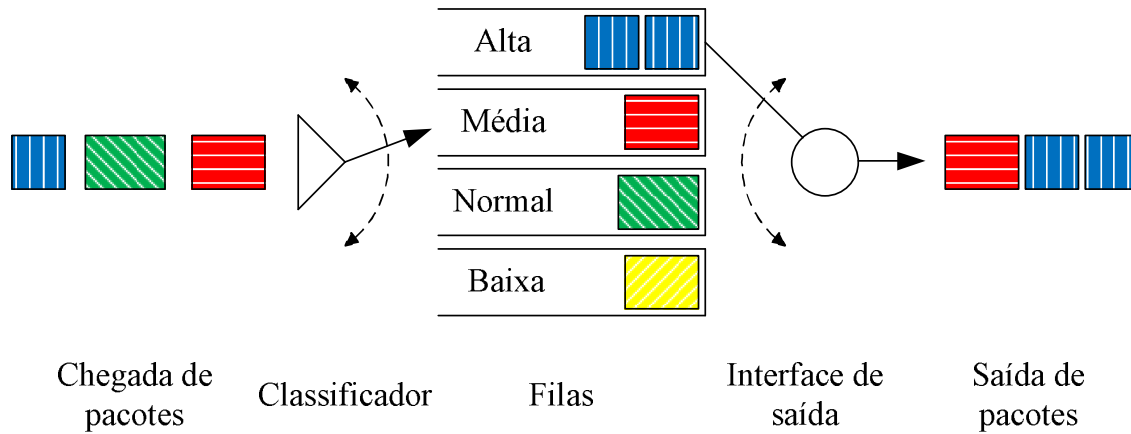 Alta
Média
Normal
Baixa
Chegada de
pacotes
Classificador
Filas
Interface de
saída
Saída de
pacotes